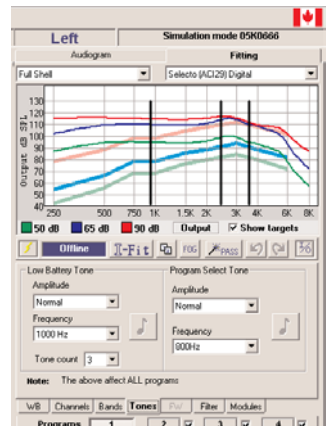 Left Simulation mode 05K0666
Audiogram Fitting
Full Shell Selecto (ACI29) Digital
Output dB SPL
130
120
110
100
90
80
70
60
50
40
250 500 750 1K 1.5K 2K 3K 4K 6K 8K
50 dB 65 dB 90 dB Output Show targets
Offline I-Fit FOG PASS
Low Battery Tone Program Select Tone
Amplitude Amplitude
Normal Normal
Frequency Frequency
1000 Hz 800Hz
Tone count 3
Note: The above affect ALL programs
WB Channels Bands Tones PW Filter Modules
Programs 1 2 3 4